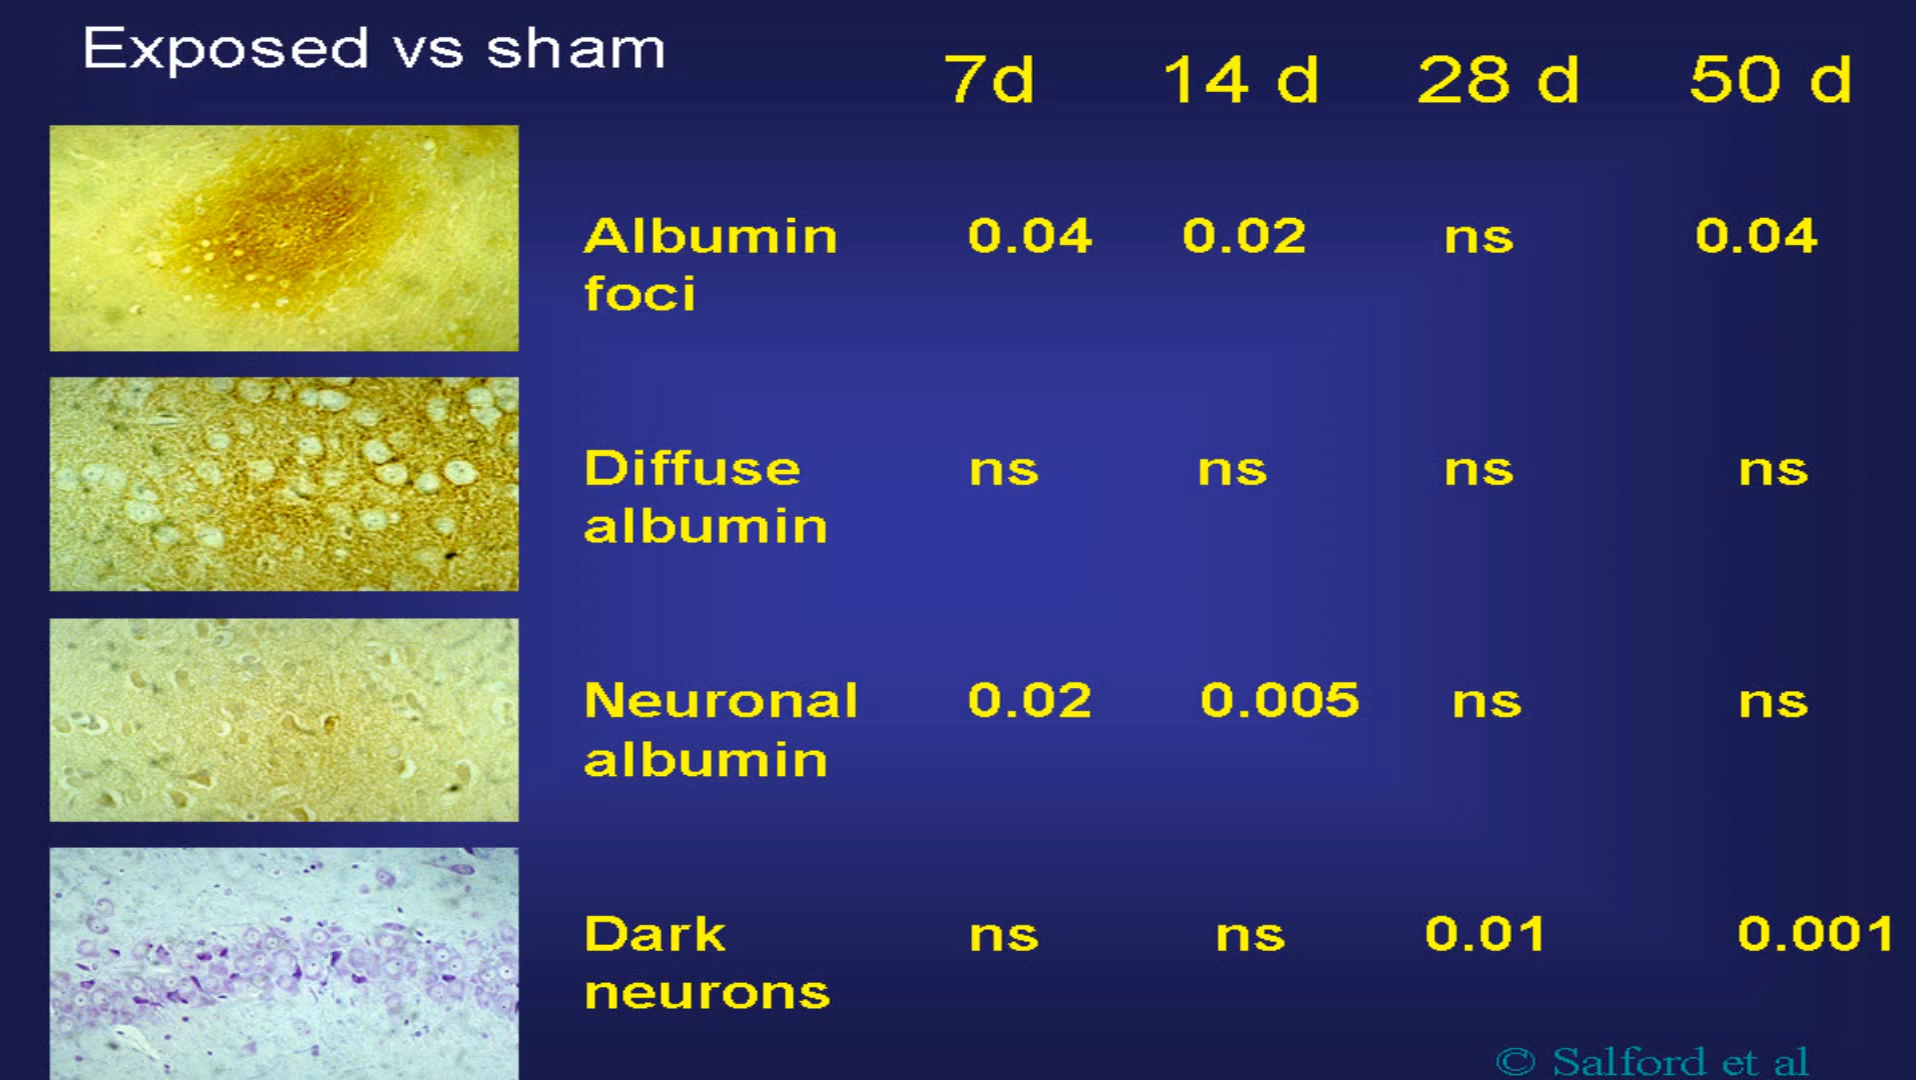 Exposed vs sham
7d 14 d 28 d 50 d
Albumin foci 0.04 0.02 ns 0.04
Diffuse albumin ns ns ns ns
Neuronal albumin 0.02 0.005 ns ns
Dark neurons ns ns 0.01 0.001
© Salford et al